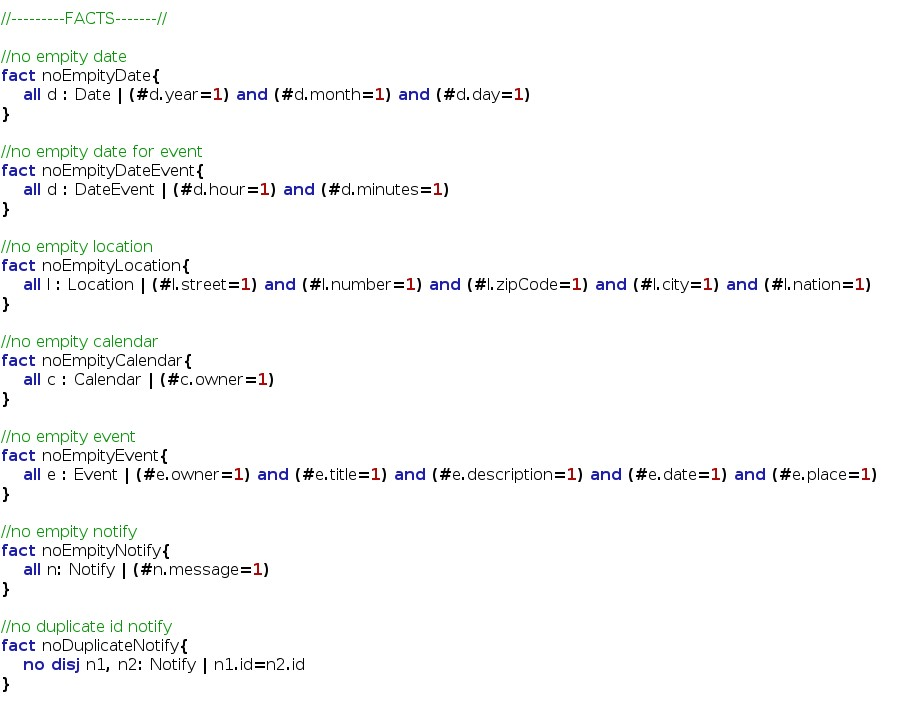 //---------FACTS-------//
//no empity date
fact noEmpityDate{
all d : Date | (#d.year=1) and (#d.month=1) and (#d.day=1)
}
//no empity date for event
fact noEmpityDateEvent{
all d : DateEvent | (#d.hour=1) and (#d.minutes=1)
}
//no empity location
fact noEmpityLocation{
all l : Location | (#l.street=1) and (#l.number=1) and (#l.zipCode=1) and (#l.city=1) and (#l.nation=1)
}
//no empity calendar
fact noEmpityCalendar{
all c : Calendar | (#c.owner=1)
}
//no empity event
fact noEmpityEvent{
all e : Event | (#e.owner=1) and (#e.title=1) and (#e.description=1) and (#e.date=1) and (#e.place=1)
}
//no empity notify
fact noEmpityNotify{
all n: Notify | (#n.message=1)
}
//no duplicate id notify
fact noDuplicateNotify{
no disj n1, n2: Notify | n1.id=n2.id
}